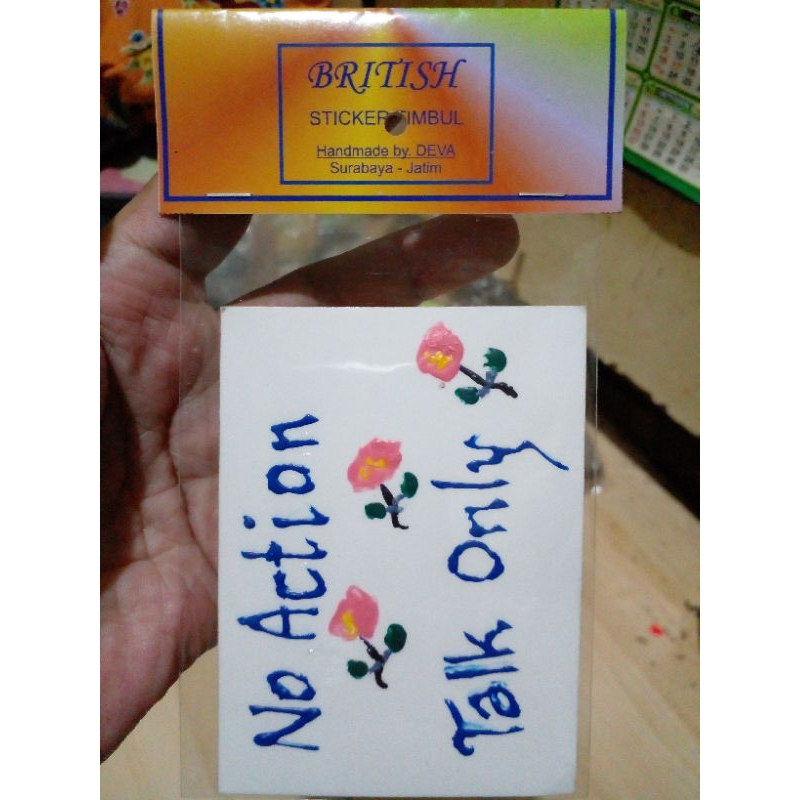 BRITISH
STICKER TIMBUL
Handmade by. DEVA
Surabaya - Jatim
No Action
Talk Only